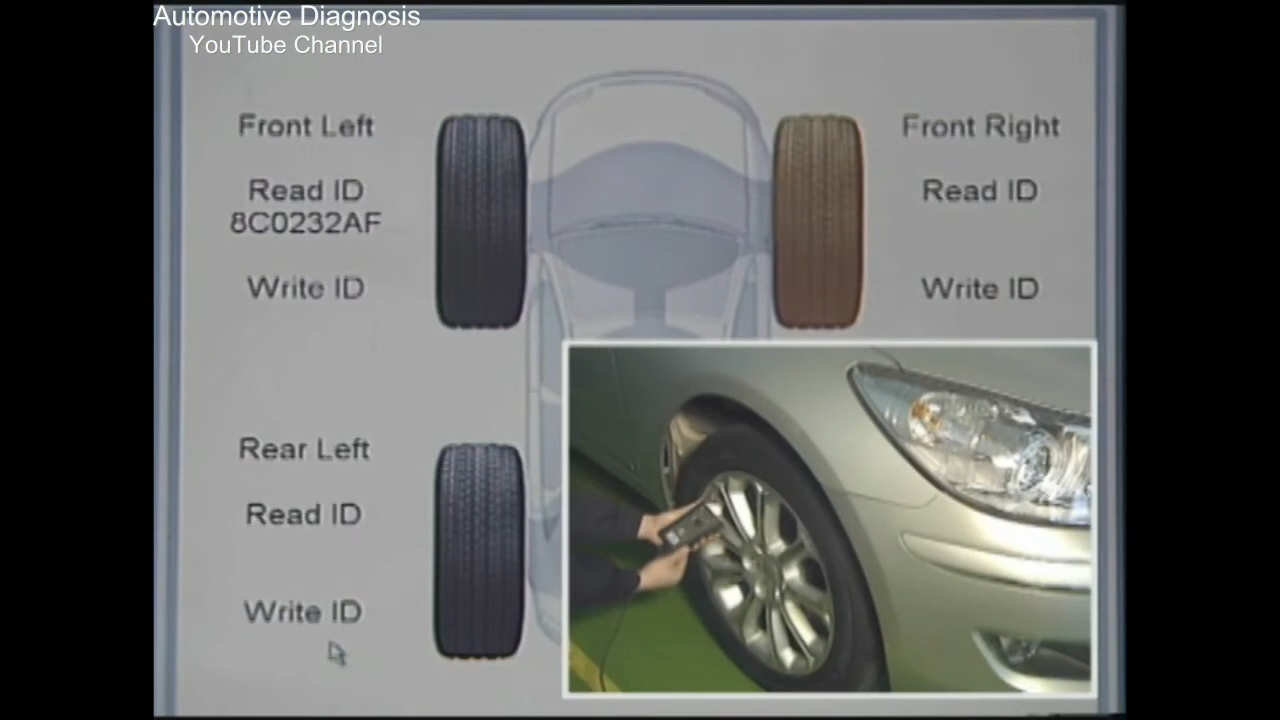 Automotive Diagnosis
YouTube Channel
Front Left
Read ID
8C0232AF
Write ID
Front Right
Read ID
Write ID
Rear Left
Read ID
Write ID